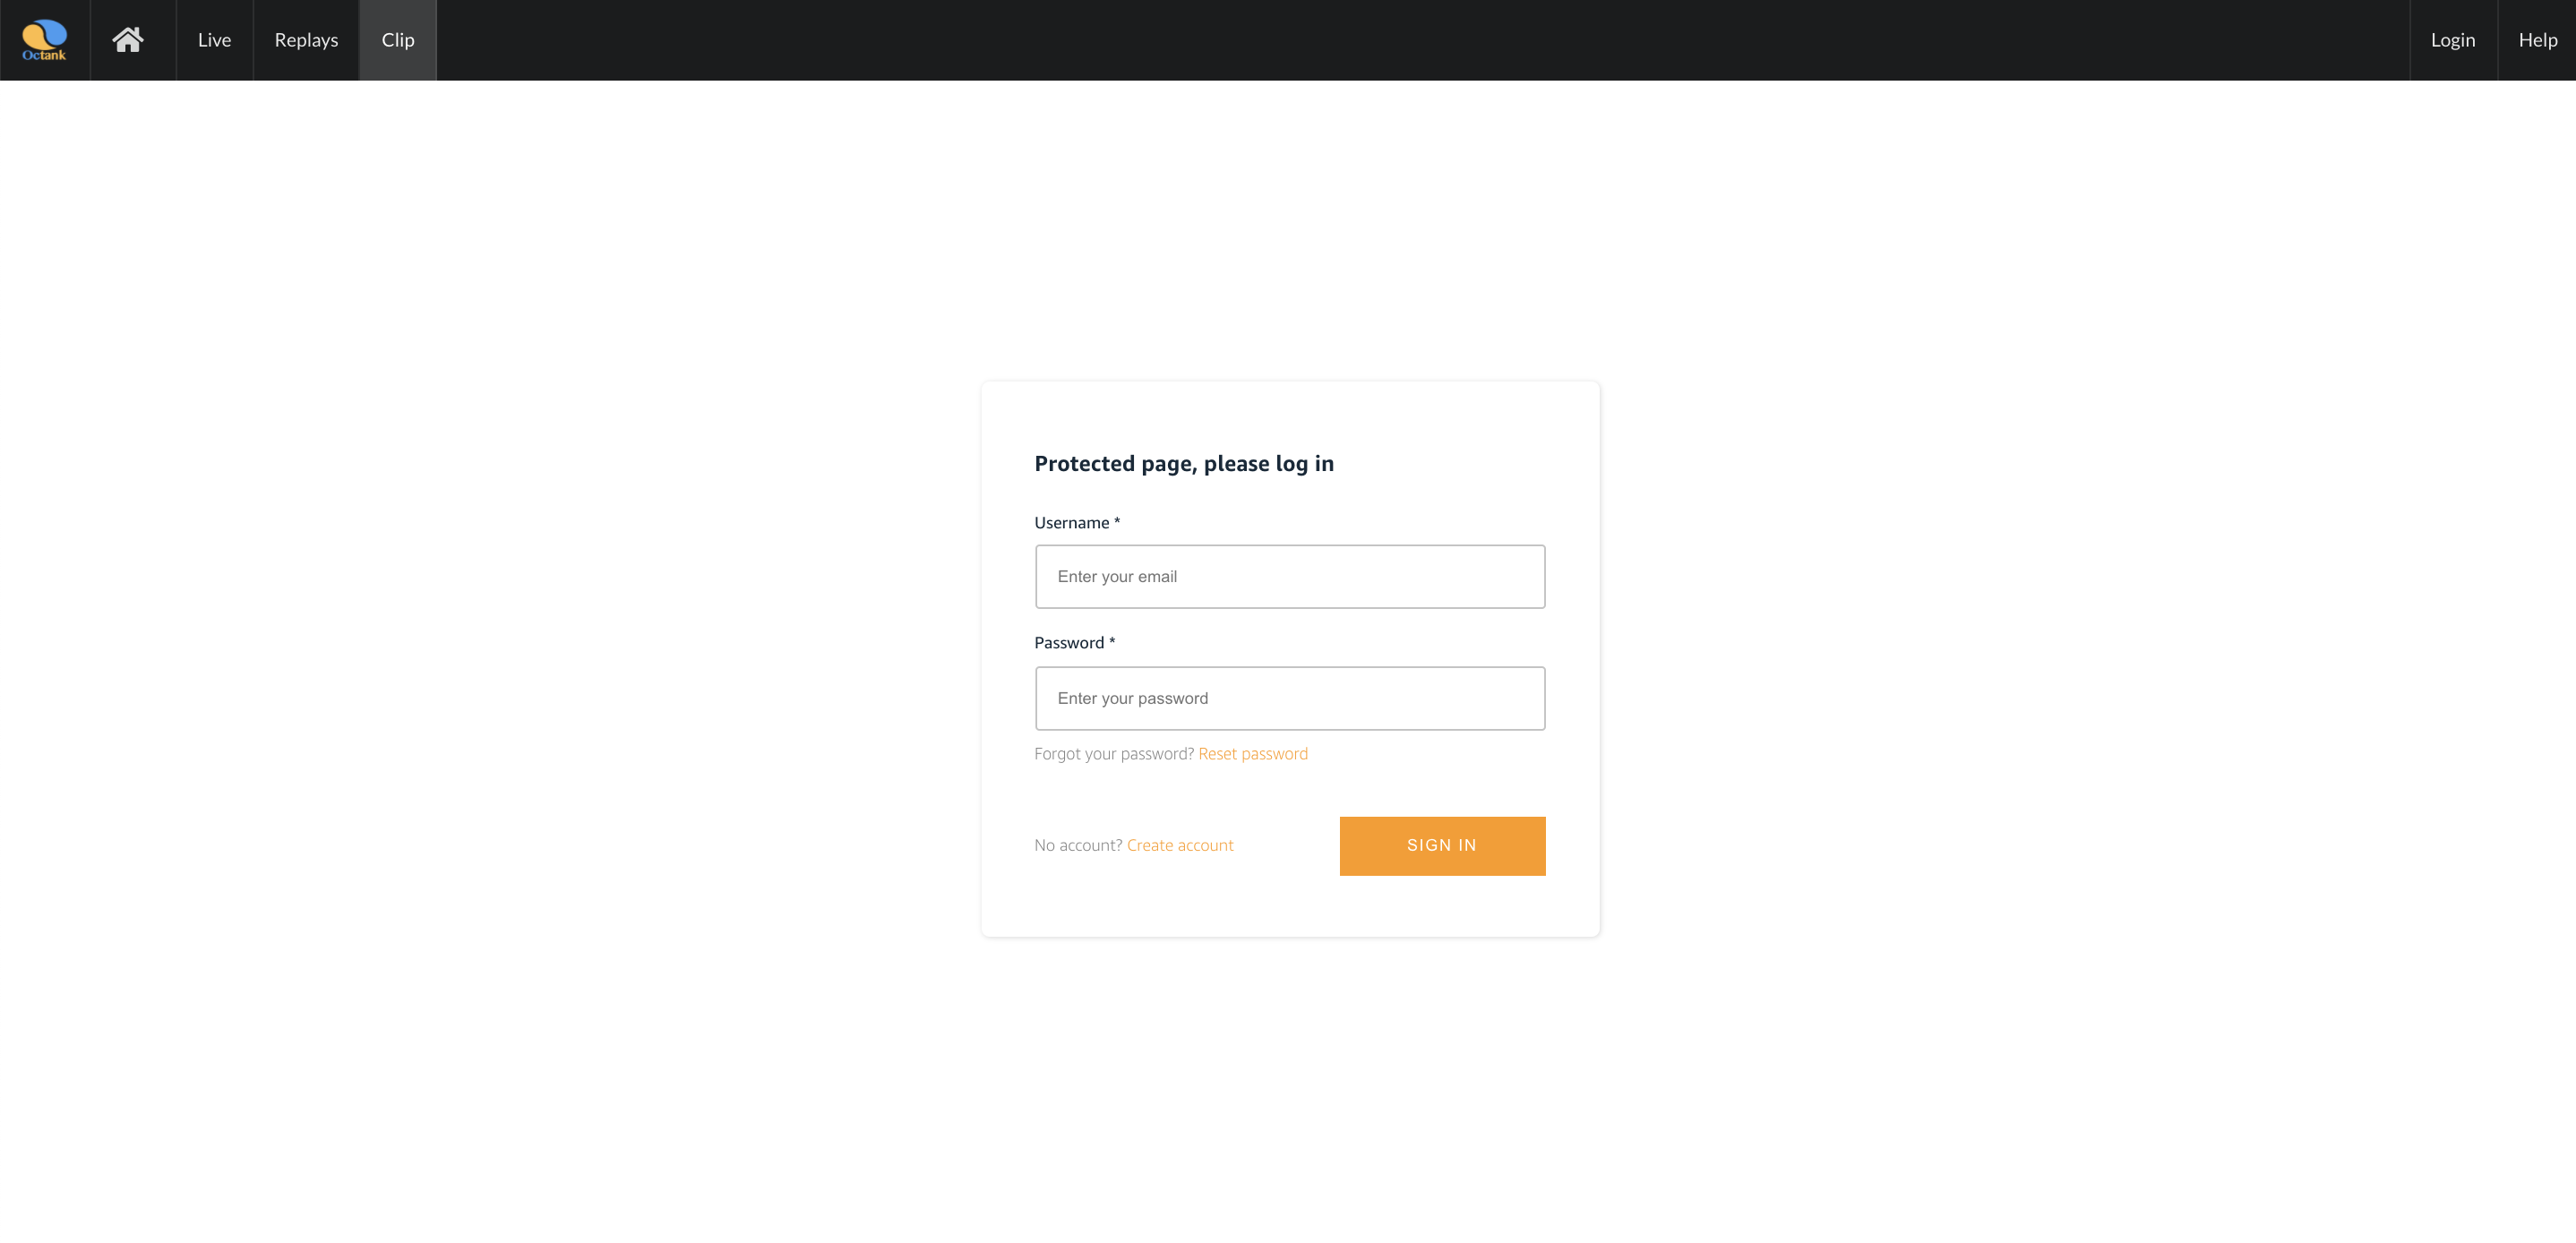 Octank
Live
Replays
Clip
Login
Help
Protected page, please log in
Username *
Enter your email
Password *
Enter your password
Forgot your password? Reset password
No account? Create account
SIGN IN